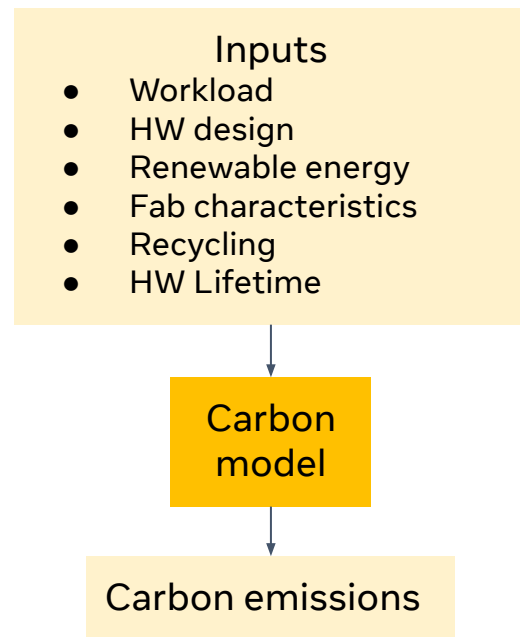 Inputs
● Workload
● HW design
● Renewable energy
● Fab characteristics
● Recycling
● HW Lifetime
Carbon
model
Carbon emissions